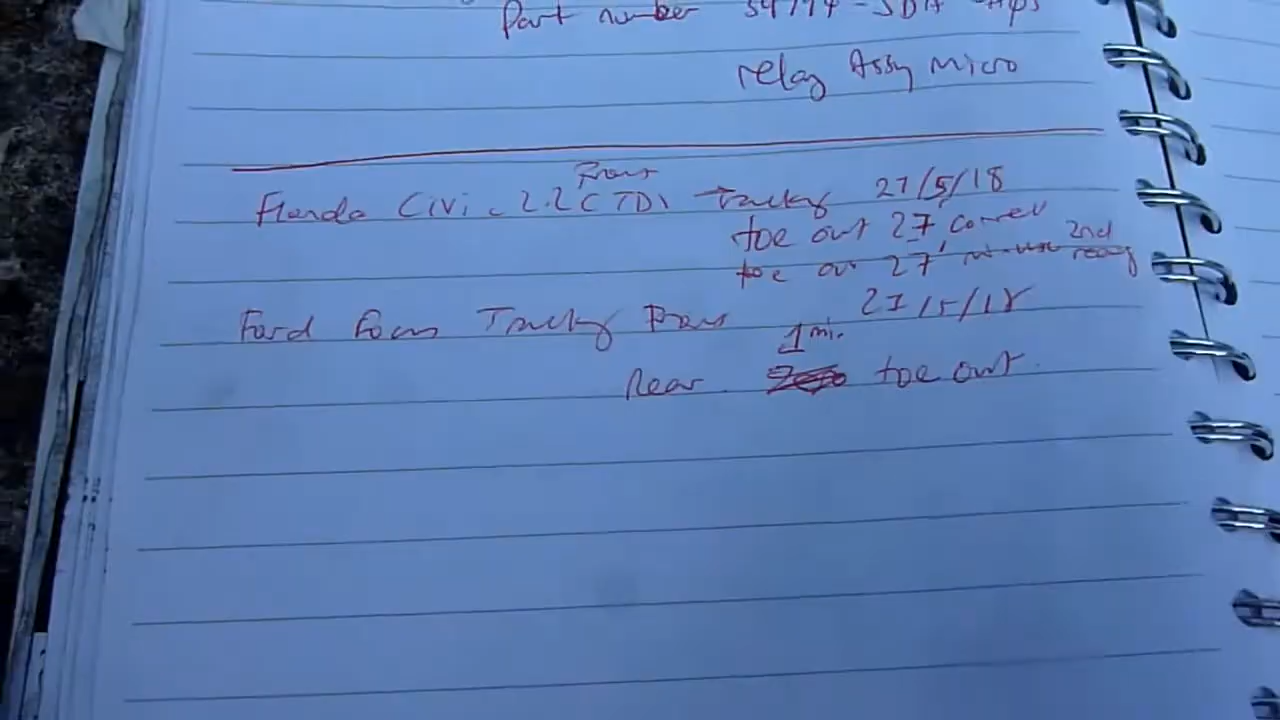 Part number
relay Assy Micro
Front
Honda Civic 2.2 CTDi Tracking 27/5/18
toe out 27' correct
toe out 27' 2nd
Ford Focus Tracking Front 27/5/18
1 min.
Rear toe out.